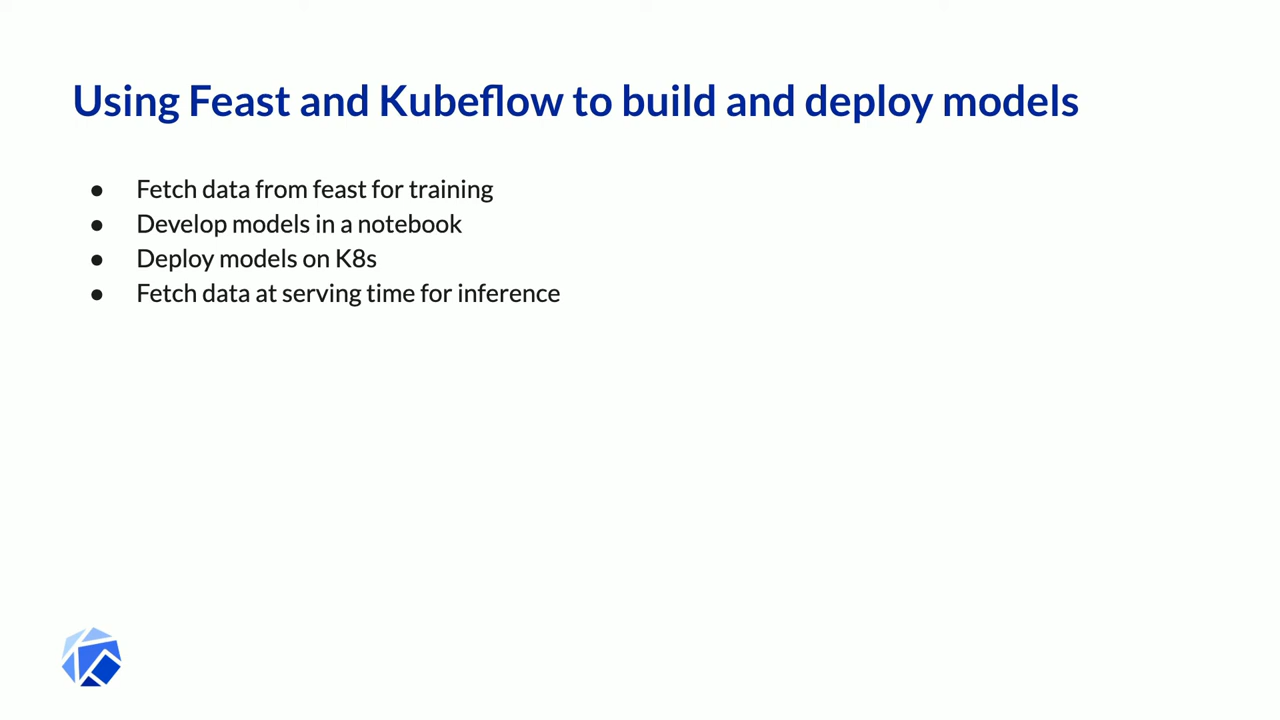 Using Feast and Kubeflow to build and deploy models
● Fetch data from feast for training
● Develop models in a notebook
● Deploy models on K8s
● Fetch data at serving time for inference